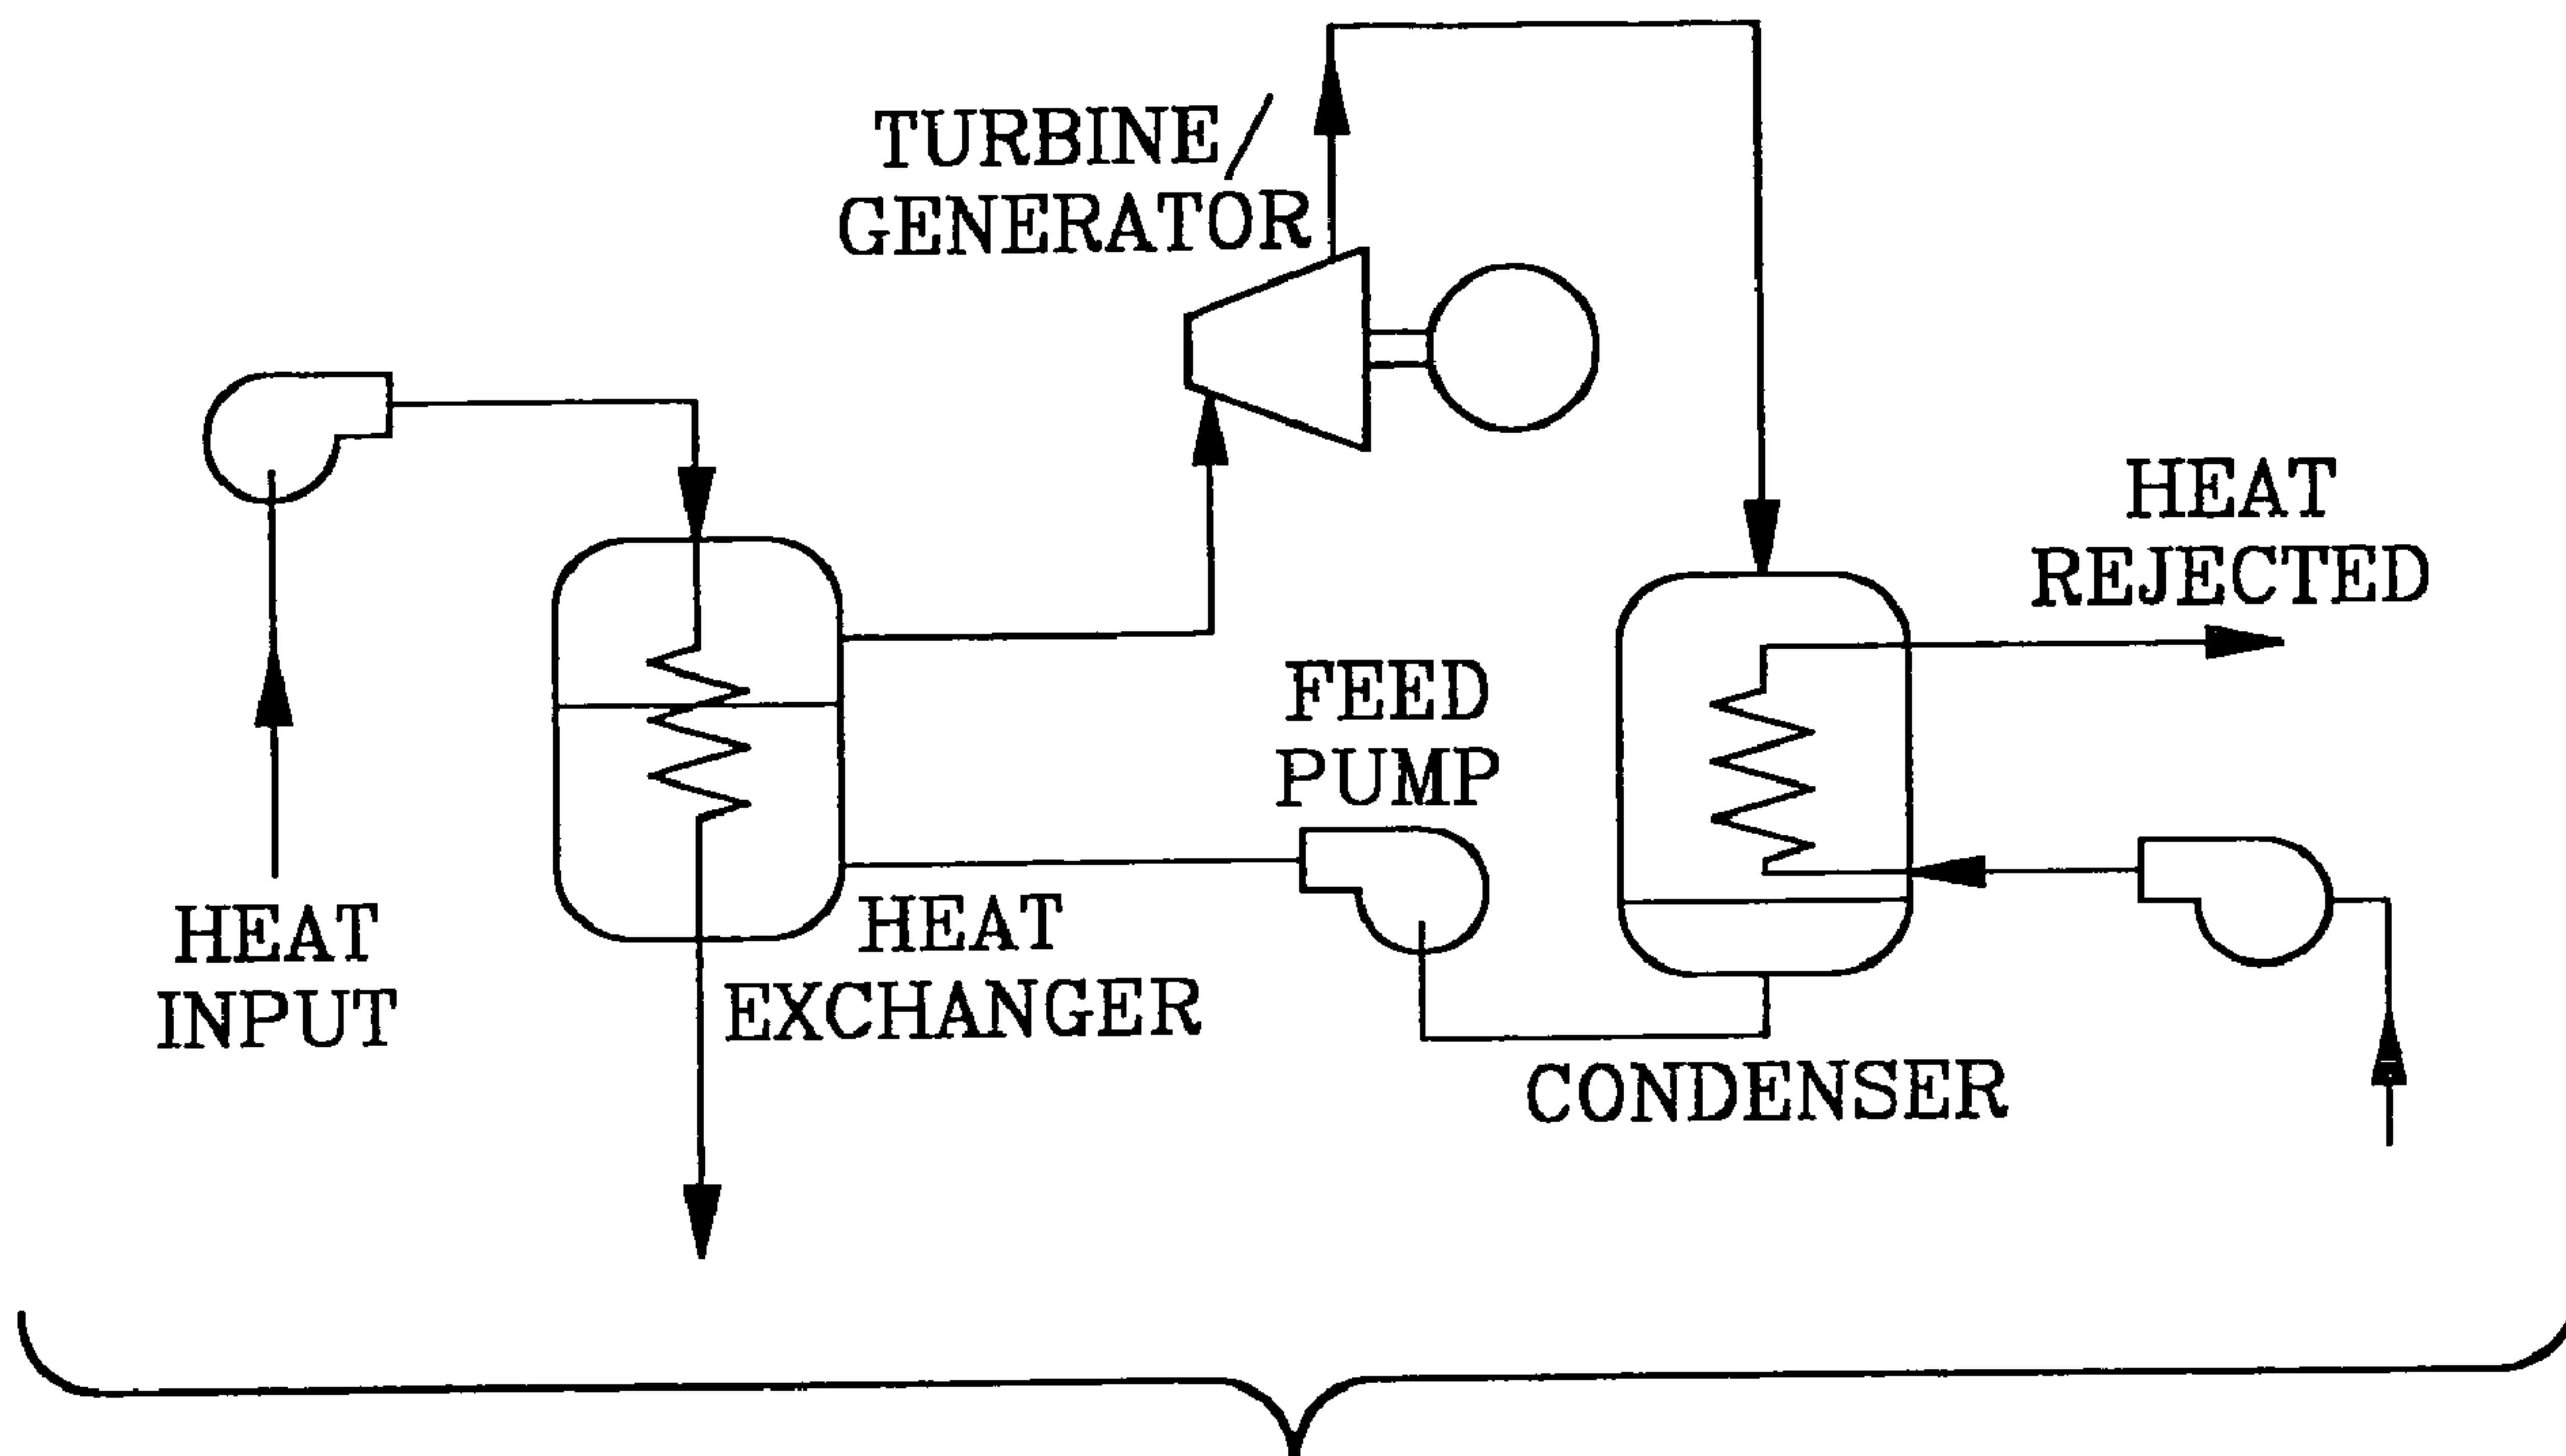 TURBINE/
GENERATOR
HEAT
REJECTED
FEED
PUMP
HEAT
INPUT
HEAT
EXCHANGER
CONDENSER